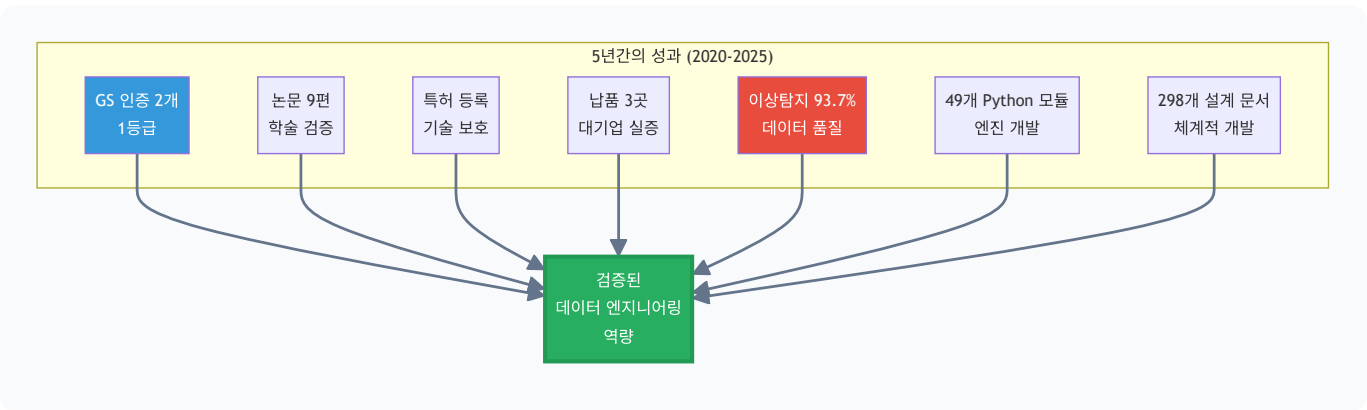 5년간의 성과 (2020-2025)
GS 인증 2개
1등급
논문 9편
학술 검증
특허 등록
기술 보호
납품 3곳
대기업 실증
이상탐지 93.7%
데이터 품질
49개 Python 모듈
엔진 개발
298개 설계 문서
체계적 개발
검증된
데이터 엔지니어링
역량